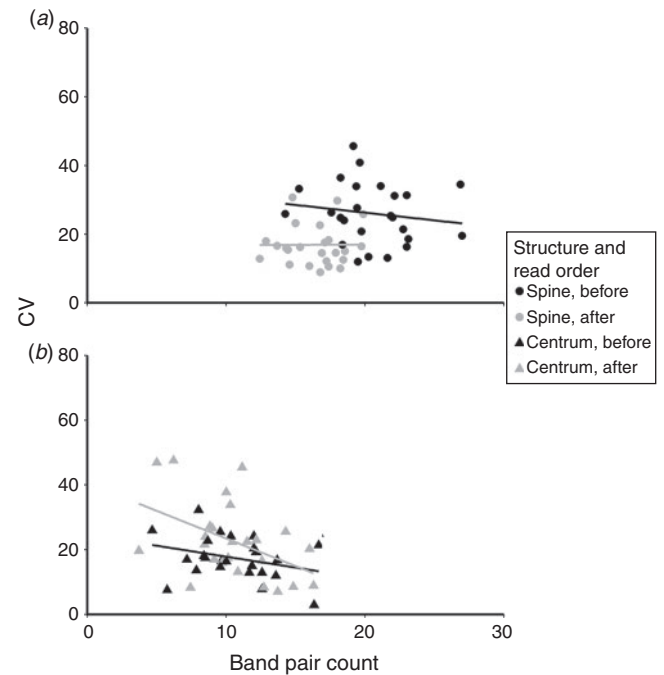 (a)
80
60
40
20
0
CV
(b)
80
60
40
20
0
0 10 20 30
Band pair count
Structure and
read order
Spine, before
Spine, after
Centrum, before
Centrum, after